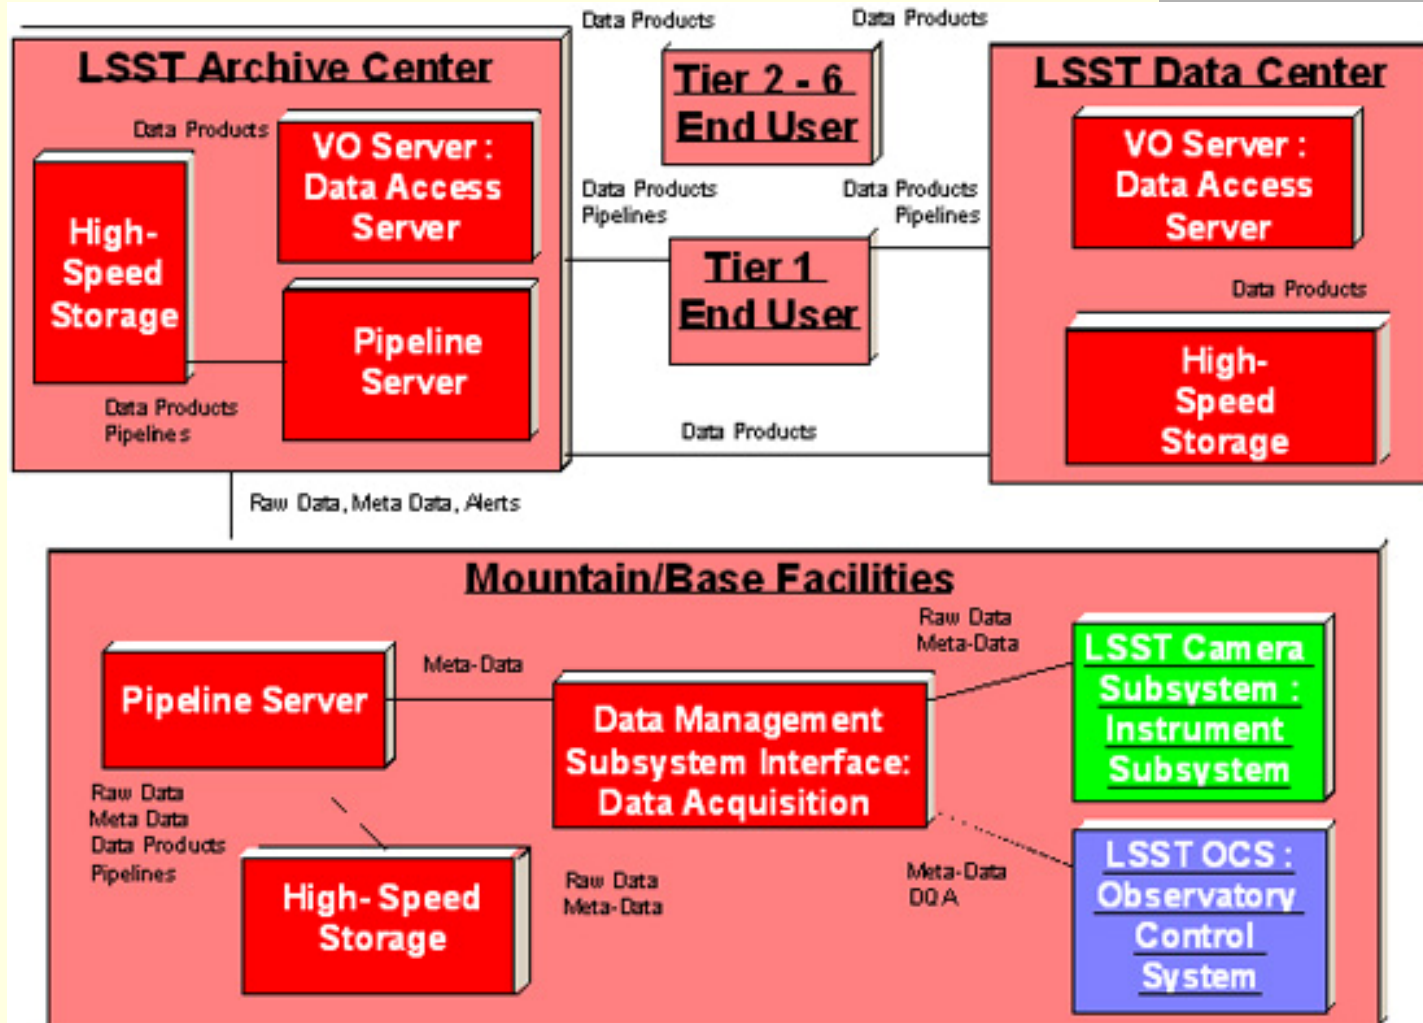 Data Products
Data Products
LSST Archive Center
Tier 2 - 6
End User
LSST Data Center
Data Products
VO Server :
Data Access
Server
High-
Speed
Storage
Pipeline
Server
Data Products
Pipelines
Data Products
Pipelines
Data Products
Pipelines
Tier 1
End User
VO Server :
Data Access
Server
Data Products
High-
Speed
Storage
Data Products
Raw Data, Meta Data, Alerts
Mountain/Base Facilities
Pipeline Server
Meta-Data
Data Management
Subsystem Interface:
Data Acquisition
Raw Data
Meta-Data
LSST Camera
Subsystem :
Instrument
Subsystem
Raw Data
Meta Data
Data Products
Pipelines
High- Speed
Storage
Raw Data
Meta-Data
Meta-Data
DQA
LSST OCS :
Observatory
Control
System